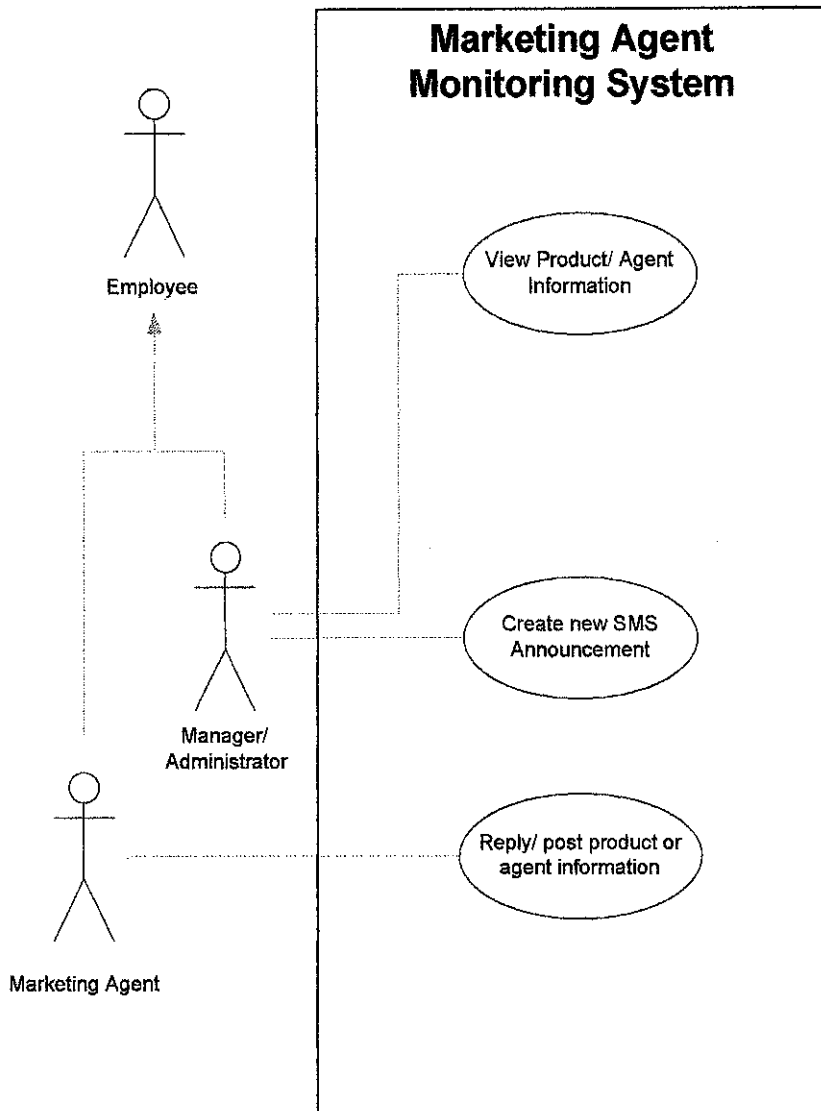 Marketing Agent
Monitoring System
Employee
View Product/ Agent
Information
Create new SMS
Announcement
Manager/
Administrator
Reply/ post product or
agent information
Marketing Agent